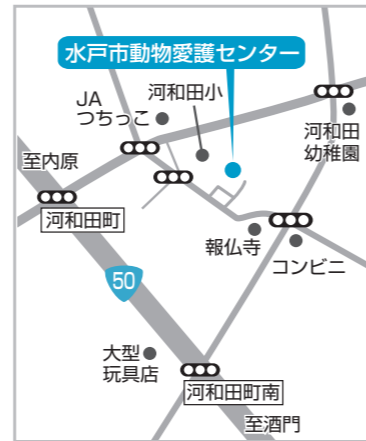 水戸市動物愛護センター
JA
つちっこ
河和田小
河和田
幼稚園
至内原
河和田町
報仏寺
コンビニ
50
大型
玩具店
河和田町南
至酒門